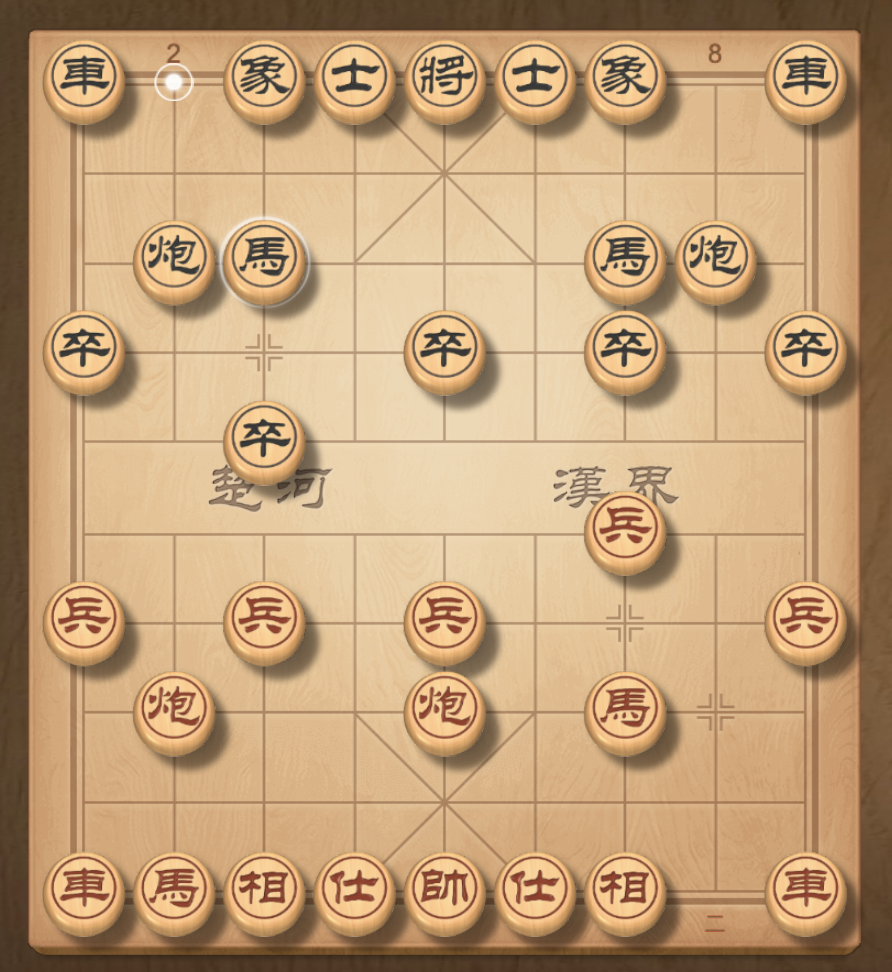 2 8
車 象 士 將 士 象 車
炮 馬 馬 炮
卒 卒 卒 卒
卒
楚河 漢界
兵
兵 兵 兵 兵
炮 炮 馬
車 馬 相 仕 帥 仕 相 車
二